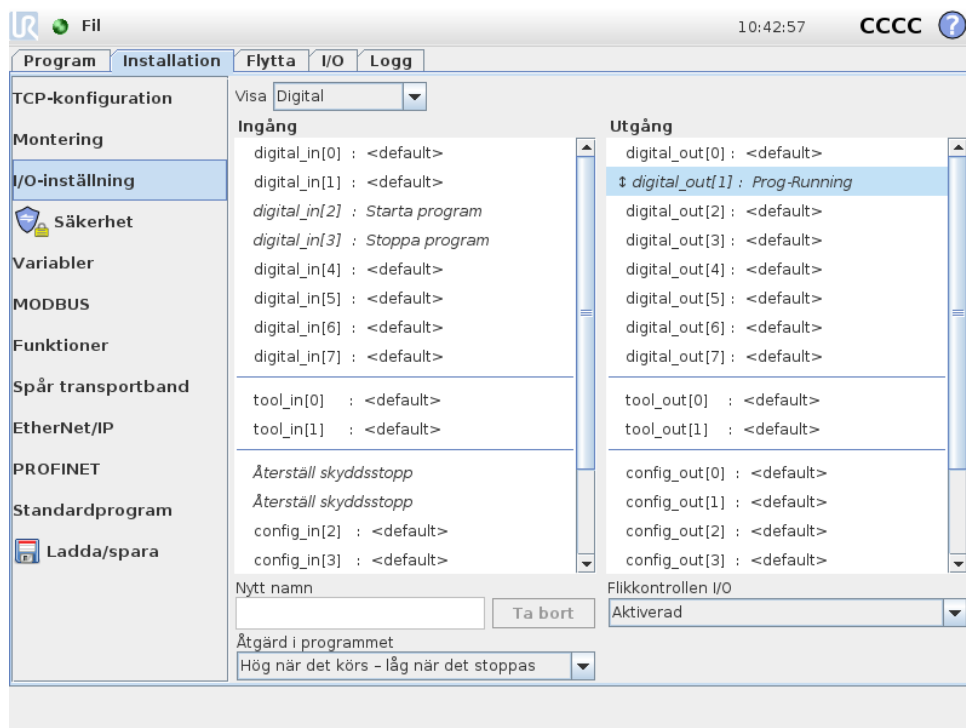 UR Fil 10:42:57 CCCC ?
Program Installation Flytta I/O Logg
TCP-konfiguration
Montering
I/O-inställning
Säkerhet
Variabler
MODBUS
Funktioner
Spår transportband
EtherNet/IP
PROFINET
Standardprogram
Ladda/spara
Visa Digital
Ingång
digital_in[0] : <default>
digital_in[1] : <default>
digital_in[2] : Starta program
digital_in[3] : Stoppa program
digital_in[4] : <default>
digital_in[5] : <default>
digital_in[6] : <default>
digital_in[7] : <default>
tool_in[0] : <default>
tool_in[1] : <default>
Återställ skyddsstopp
Återställ skyddsstopp
config_in[2] : <default>
config_in[3] : <default>
Nytt namn
Ta bort
Åtgärd i programmet
Hög när det körs – låg när det stoppas
Utgång
digital_out[0] : <default>
↕ digital_out[1] : Prog-Running
digital_out[2] : <default>
digital_out[3] : <default>
digital_out[4] : <default>
digital_out[5] : <default>
digital_out[6] : <default>
digital_out[7] : <default>
tool_out[0] : <default>
tool_out[1] : <default>
config_out[0] : <default>
config_out[1] : <default>
config_out[2] : <default>
config_out[3] : <default>
Flikkontrollen I/O
Aktiverad